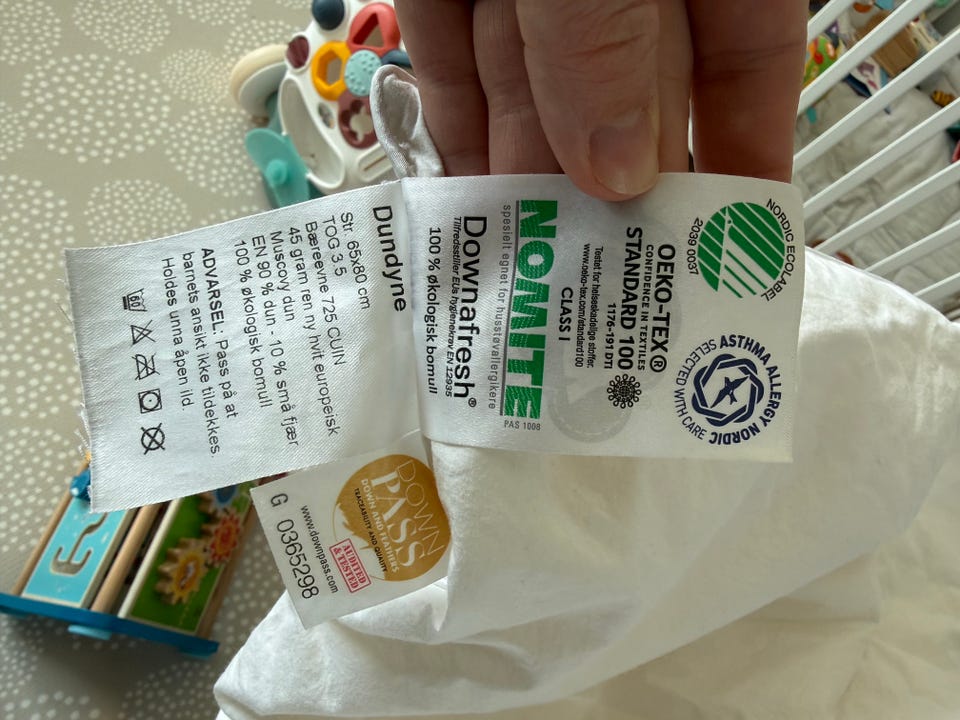 NORDIC ECOLABEL
2039 0037
ASTHMA ALLERGY NORDIC
SELECTED WITH CARE
OEKO-TEX®
CONFIDENCE IN TEXTILES
STANDARD 100
1176-191 DTI
Testet for helseskadelige stoffer.
www.oeko-tex.com/standard100
CLASS I
NOMITE
spesielt egnet for husstøvallergikere
PAS 1008
Downafresh®
Tilfredsstiller EUs hygienekrav EN 12935
100 % økologisk bomull
Dundyne
Str. 65x80 cm
TOG 3.5
Bæreevne 725 CUIN
45 gram ren ny hvit europeisk
Muscovy dun
EN 90 % dun - 10 % små fjær
100 % økologisk bomull
ADVARSEL: Pass på at
barnets ansikt ikke tildekkes.
Holdes unna åpen ild.
60
DOWN
PASS
DOWN AND FEATHERS
TRACEABILITY AND QUALITY
AUDITED
& TESTED
www.downpass.com
G 0365298
3